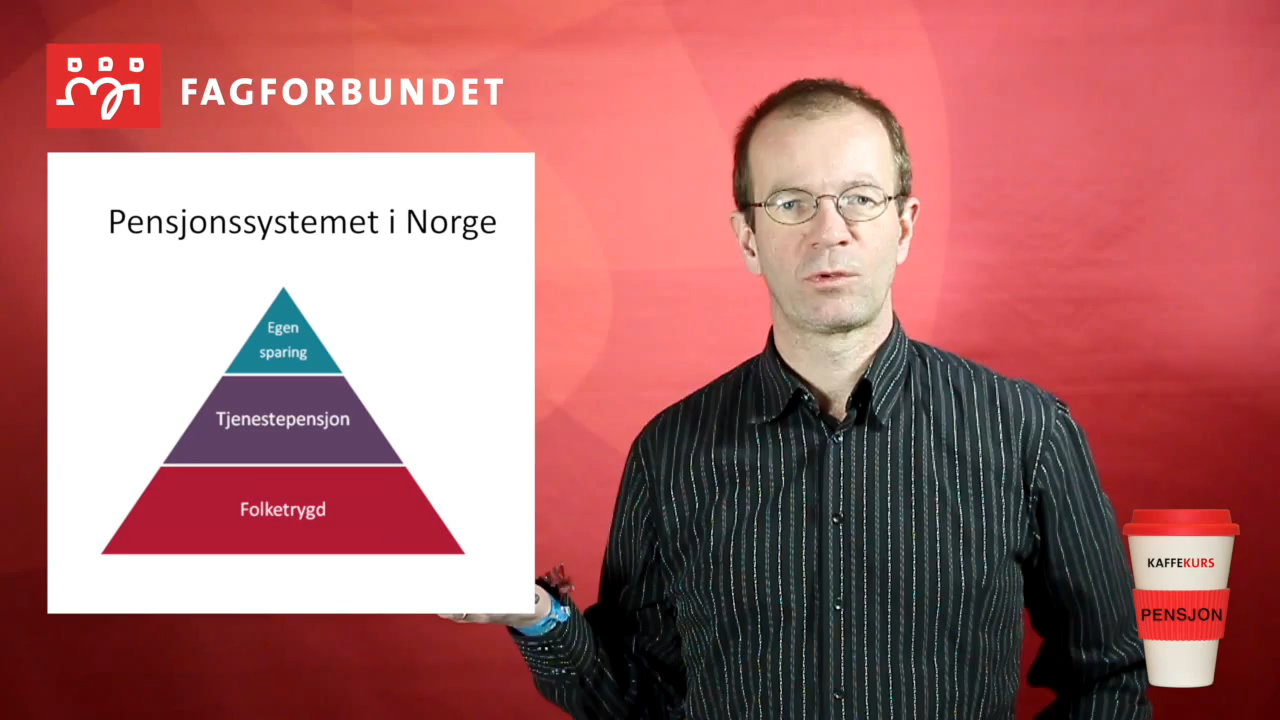 FAGFORBUNDET
Pensjonssystemet i Norge
Egen
sparing
Tjenestepensjon
Folketrygd
KAFFEKURS
PENSJON